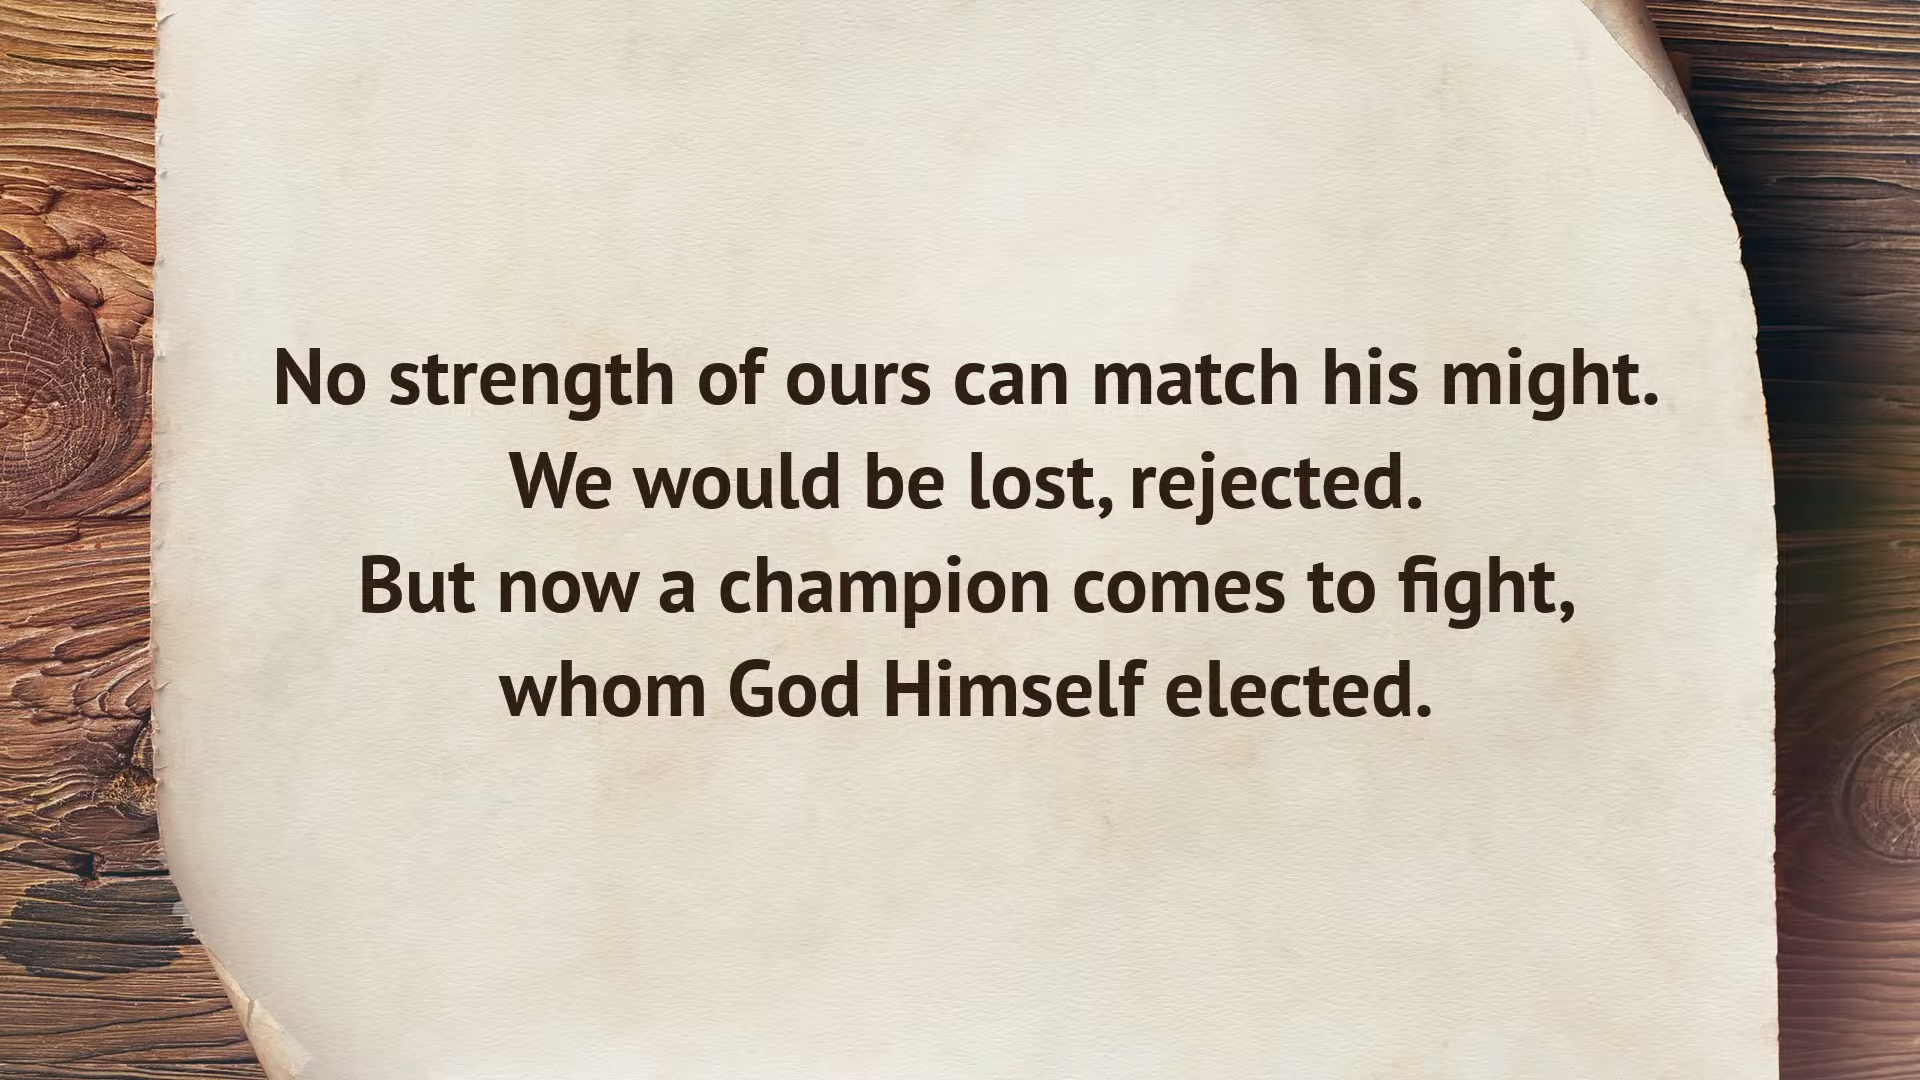 No strength of ours can match his might.
We would be lost, rejected.
But now a champion comes to fight,
whom God Himself elected.